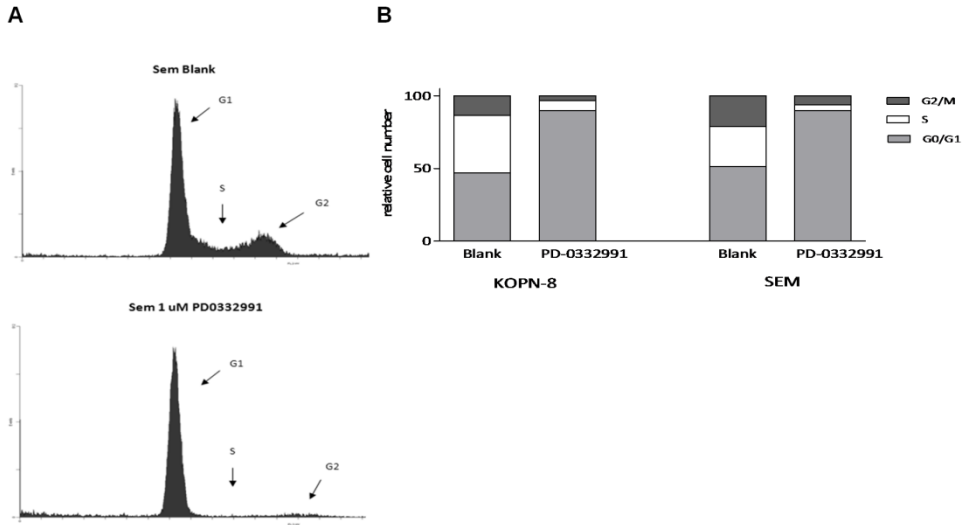 A
Sem Blank
G1
S
G2
Sem 1 uM PD0332991
G1
S
G2
B
relative cell number
100
50
0
Blank
PD-0332991
Blank
PD-0332991
KOPN-8
SEM
G2/M
S
G0/G1